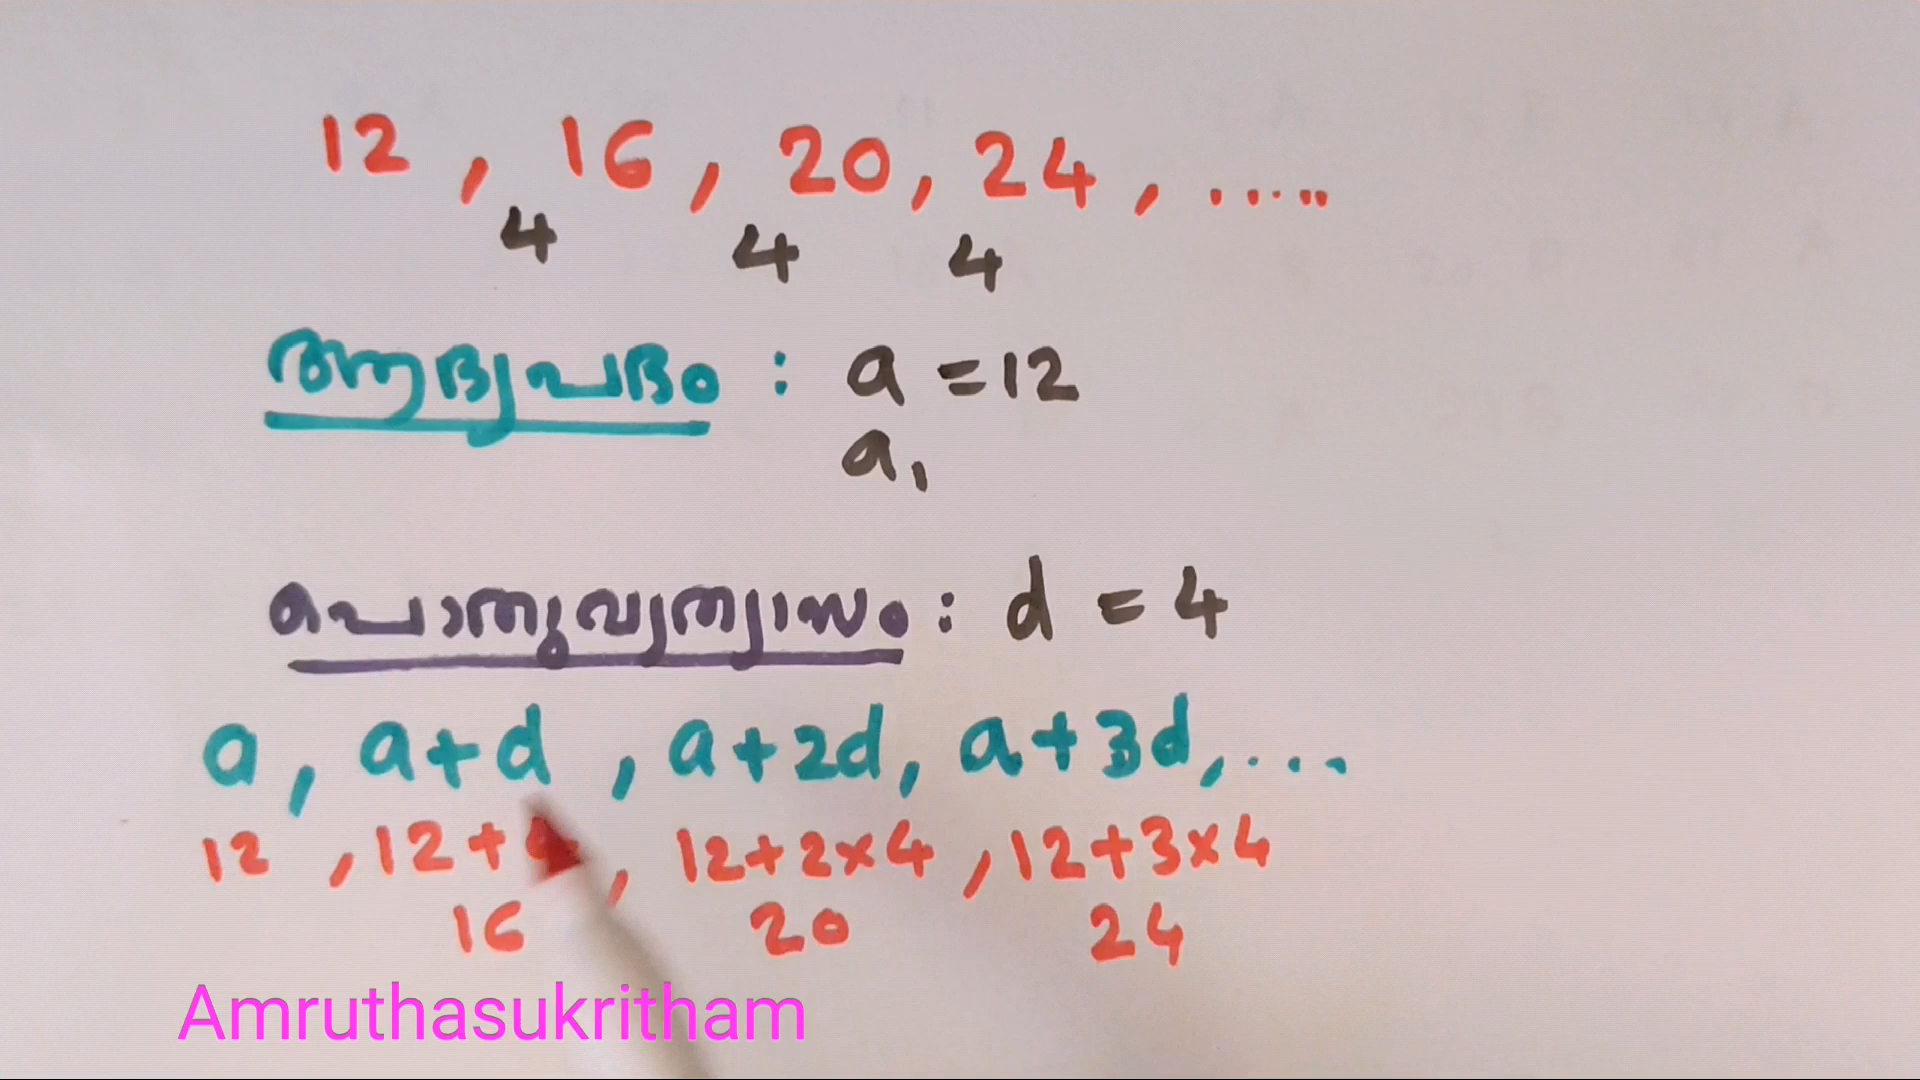 12 , 16 , 20 , 24 , .....
4 4 4
ആദ്യപദം : a = 12
a₁
പൊതുവ്യത്യാസം : d = 4
a , a+d , a+2d , a+3d , ...
12 , 12+4 , 12+2×4 , 12+3×4
16 20 24
Amruthasukritham